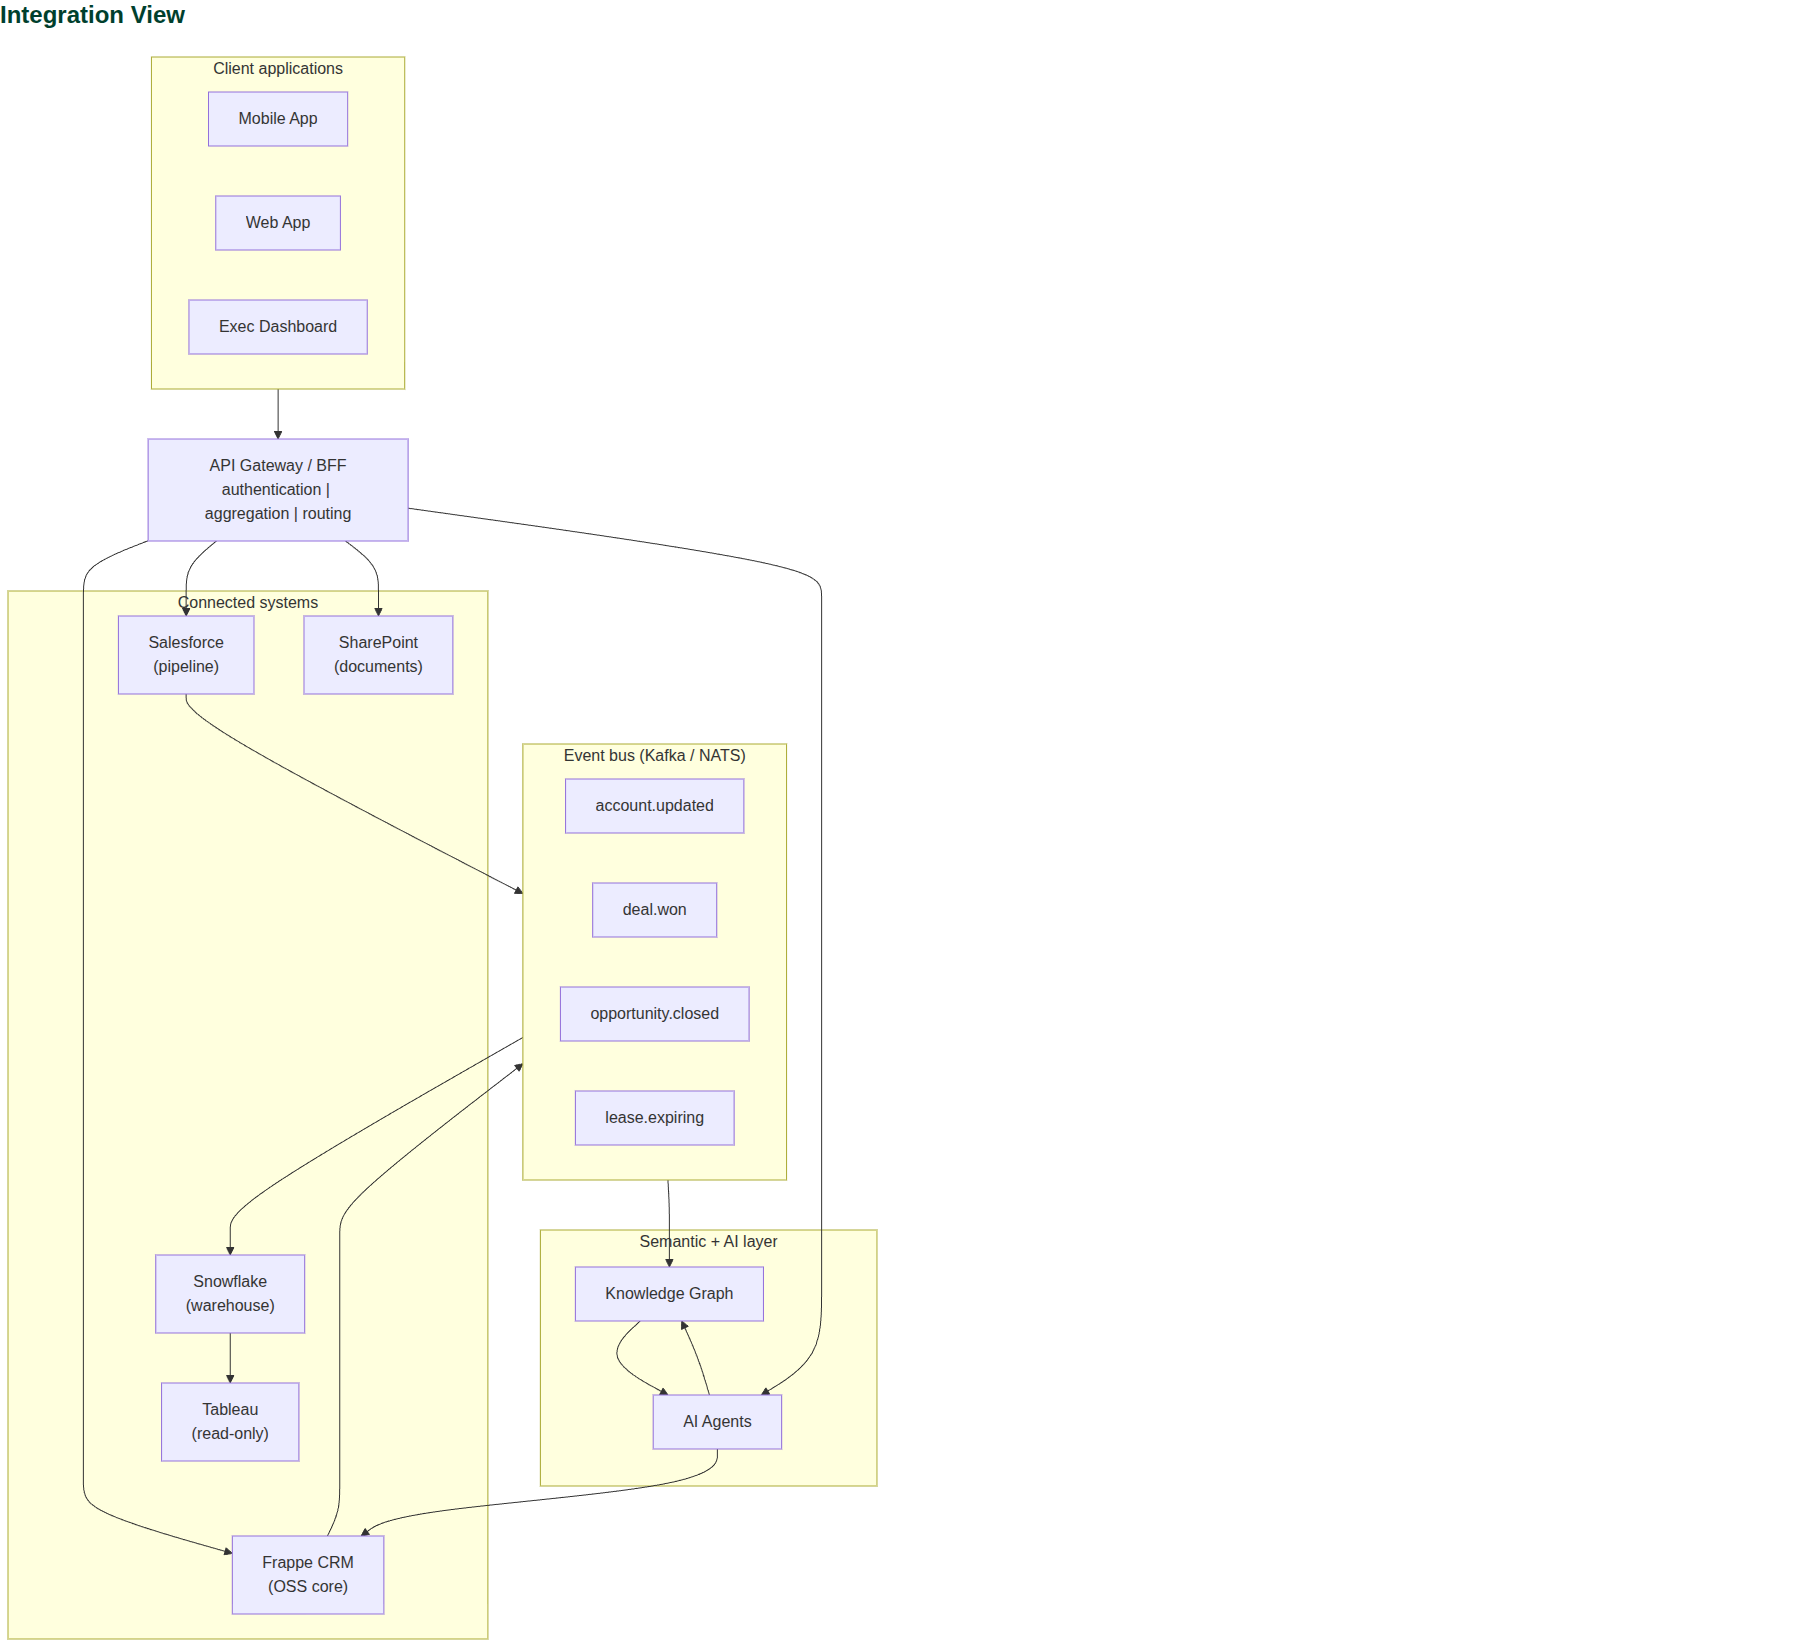 Integration View
Client applications
Mobile App
Web App
Exec Dashboard
API Gateway / BFF
authentication |
aggregation | routing
Connected systems
Salesforce
(pipeline)
SharePoint
(documents)
Event bus (Kafka / NATS)
account.updated
deal.won
opportunity.closed
lease.expiring
Semantic + AI layer
Knowledge Graph
Snowflake
(warehouse)
Tableau
(read-only)
AI Agents
Frappe CRM
(OSS core)